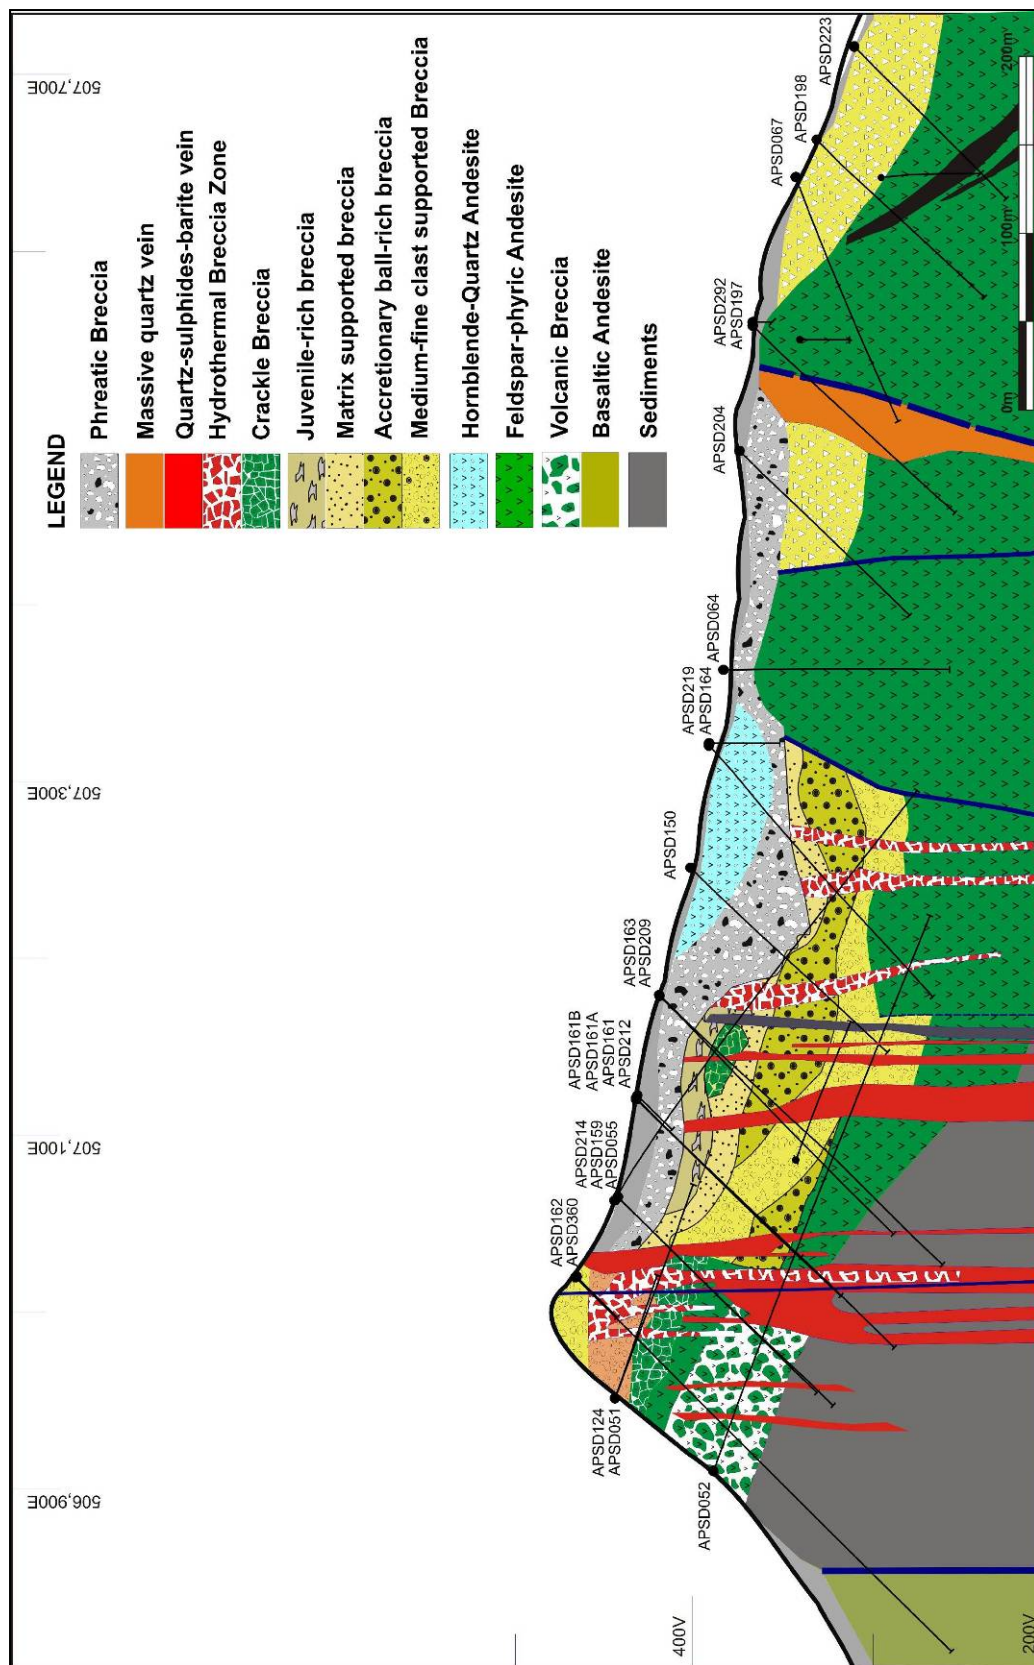 LEGEND
Phreatic Breccia
Massive quartz vein
Quartz-sulphides-barite vein
Hydrothermal Breccia Zone
Crackle Breccia
Juvenile-rich breccia
Matrix supported breccia
Accretionary ball-rich breccia
Medium-fine clast supported Breccia
Hornblende-Quartz Andesite
Feldspar-phyric Andesite
Volcanic Breccia
Basaltic Andesite
Sediments
506,900E
507,100E
507,300E
507,700E
400V
200V
APSD052
APSD124
APSD051
APSD162
APSD360
APSD214
APSD159
APSD055
APSD161B
APSD161A
APSD161
APSD212
APSD163
APSD209
APSD150
APSD219
APSD164
APSD064
APSD204
APSD292
APSD197
APSD067
APSD198
APSD223
0m
100m
200m